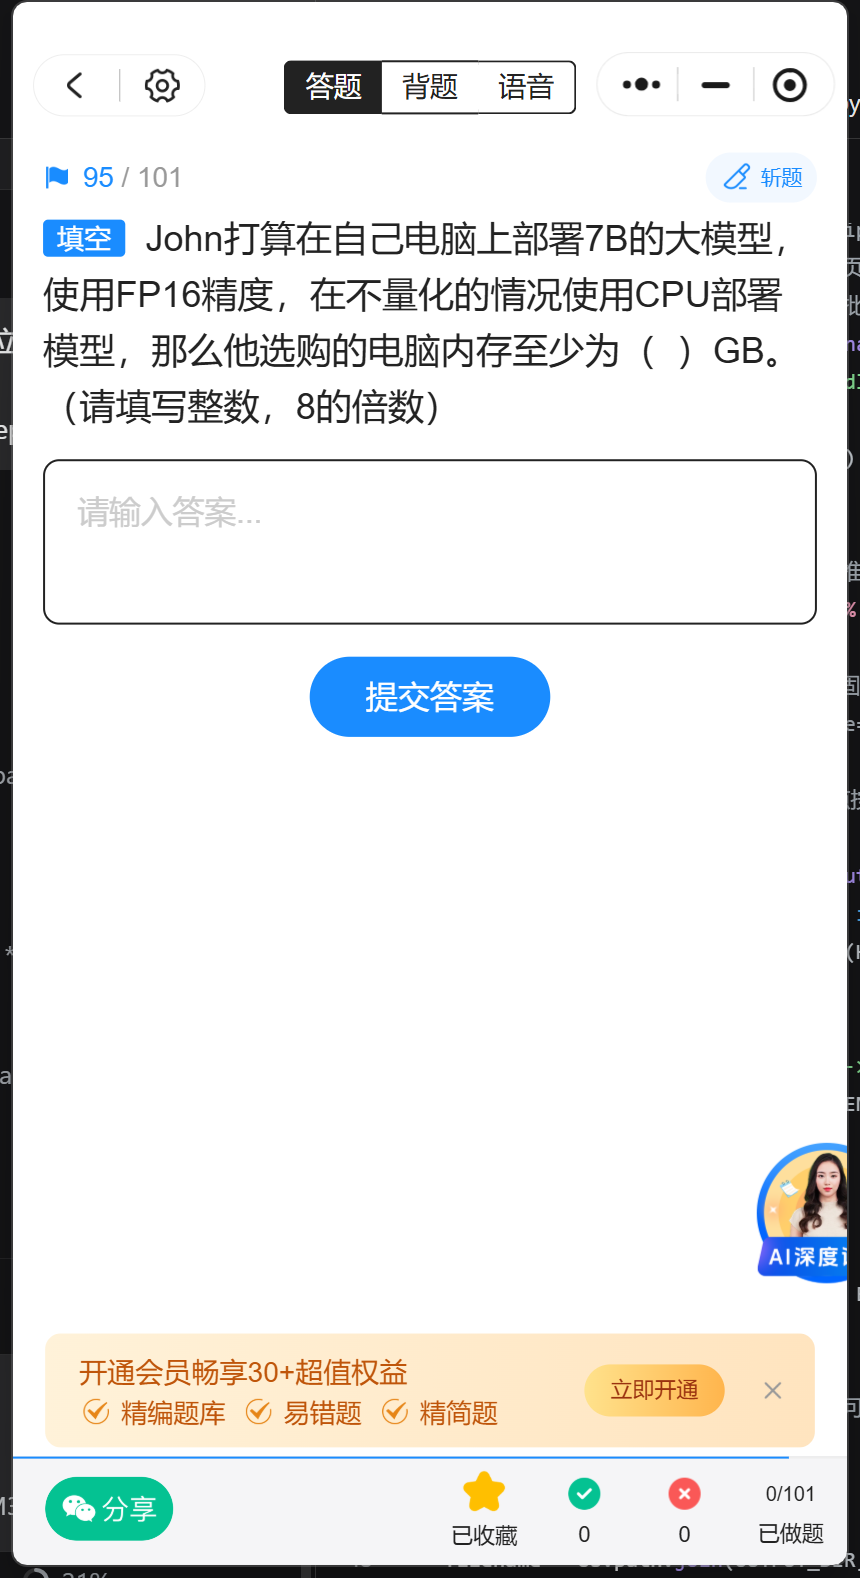 答题 背题 语音
95 / 101
斩题
填空 John打算在自己电脑上部署7B的大模型，
使用FP16精度，在不量化的情况使用CPU部署
模型，那么他选购的电脑内存至少为（ ）GB。
（请填写整数，8的倍数）
请输入答案...
提交答案
AI深度
开通会员畅享30+超值权益
精编题库 易错题 精简题
立即开通
分享
已收藏
0
0
0/101
已做题